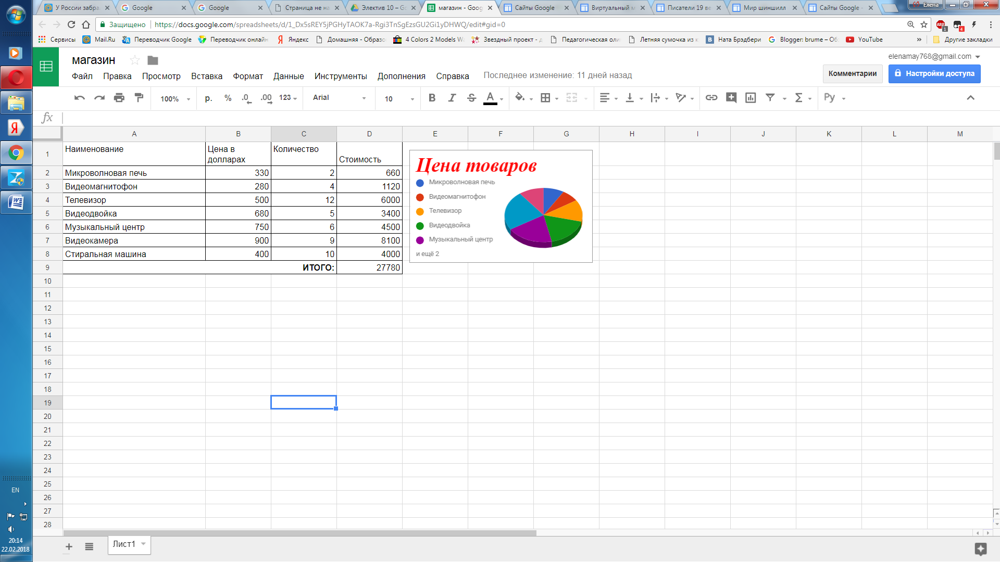 У России забра
Google
Google
Страница не на
Электив 10 – Go
магазин - Goog
Сайты Google
Виртуальный м
Писатели 19 ве
Мир шиншилл
Сайты Google -
Елена
Защищено
https://docs.google.com/spreadsheets/d/1_Dx5sREY5jPGHyTAOK7a-Rgi3TnSgEzsGU2Gi1yDHWQ/edit#gid=0
ABP
1
4
Сервисы
Mail.Ru
Переводчик Google
Переводчик онлайн
Яндекс
Домашняя - Образо
4 Colors 2 Models W
Звездный проект - д
Педагогическая оли
Летняя сумочка из к
Ната Брэдбери
Blogger: brume – Об
YouTube
»
Другие закладки
магазин
elenamay768@gmail.com
Файл Правка Просмотр Вставка Формат Данные Инструменты Дополнения Справка
Последнее изменение: 11 дней назад
Комментарии
Настройки доступа
100% р. % .0 .00 123 Arial 10 B I S A Σ Ру
fx
A B C D E F G H I J K L M
1 Наименование Цена в долларах Количество Стоимость
2 Микроволновая печь 330 2 660
3 Видеомагнитофон 280 4 1120
4 Телевизор 500 12 6000
5 Видеодвойка 680 5 3400
6 Музыкальный центр 750 6 4500
7 Видеокамера 900 9 8100
8 Стиральная машина 400 10 4000
9 ИТОГО: 27780
Цена товаров
Микроволновая печь
Видеомагнитофон
Телевизор
Видеодвойка
Музыкальный центр
и ещё 2
10
11
12
13
14
15
16
17
18
19
20
21
22
23
24
25
26
27
28
Лист1
EN
20:14
22.02.2018